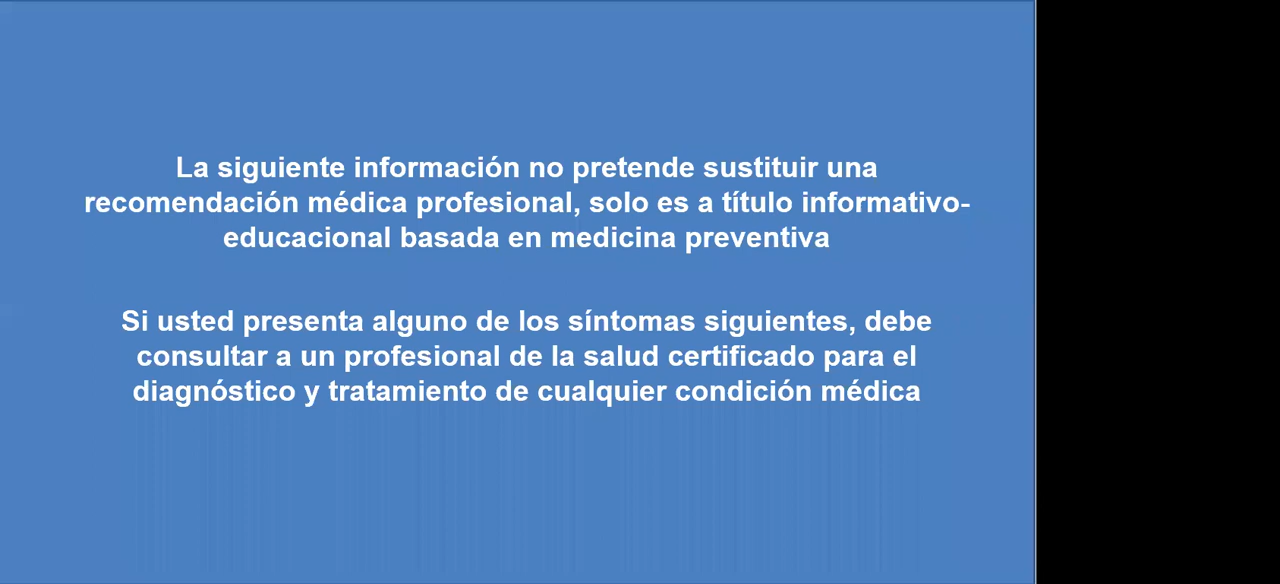 La siguiente información no pretende sustituir una
recomendación médica profesional, solo es a título informativo-
educacional basada en medicina preventiva
Si usted presenta alguno de los síntomas siguientes, debe
consultar a un profesional de la salud certificado para el
diagnóstico y tratamiento de cualquier condición médica